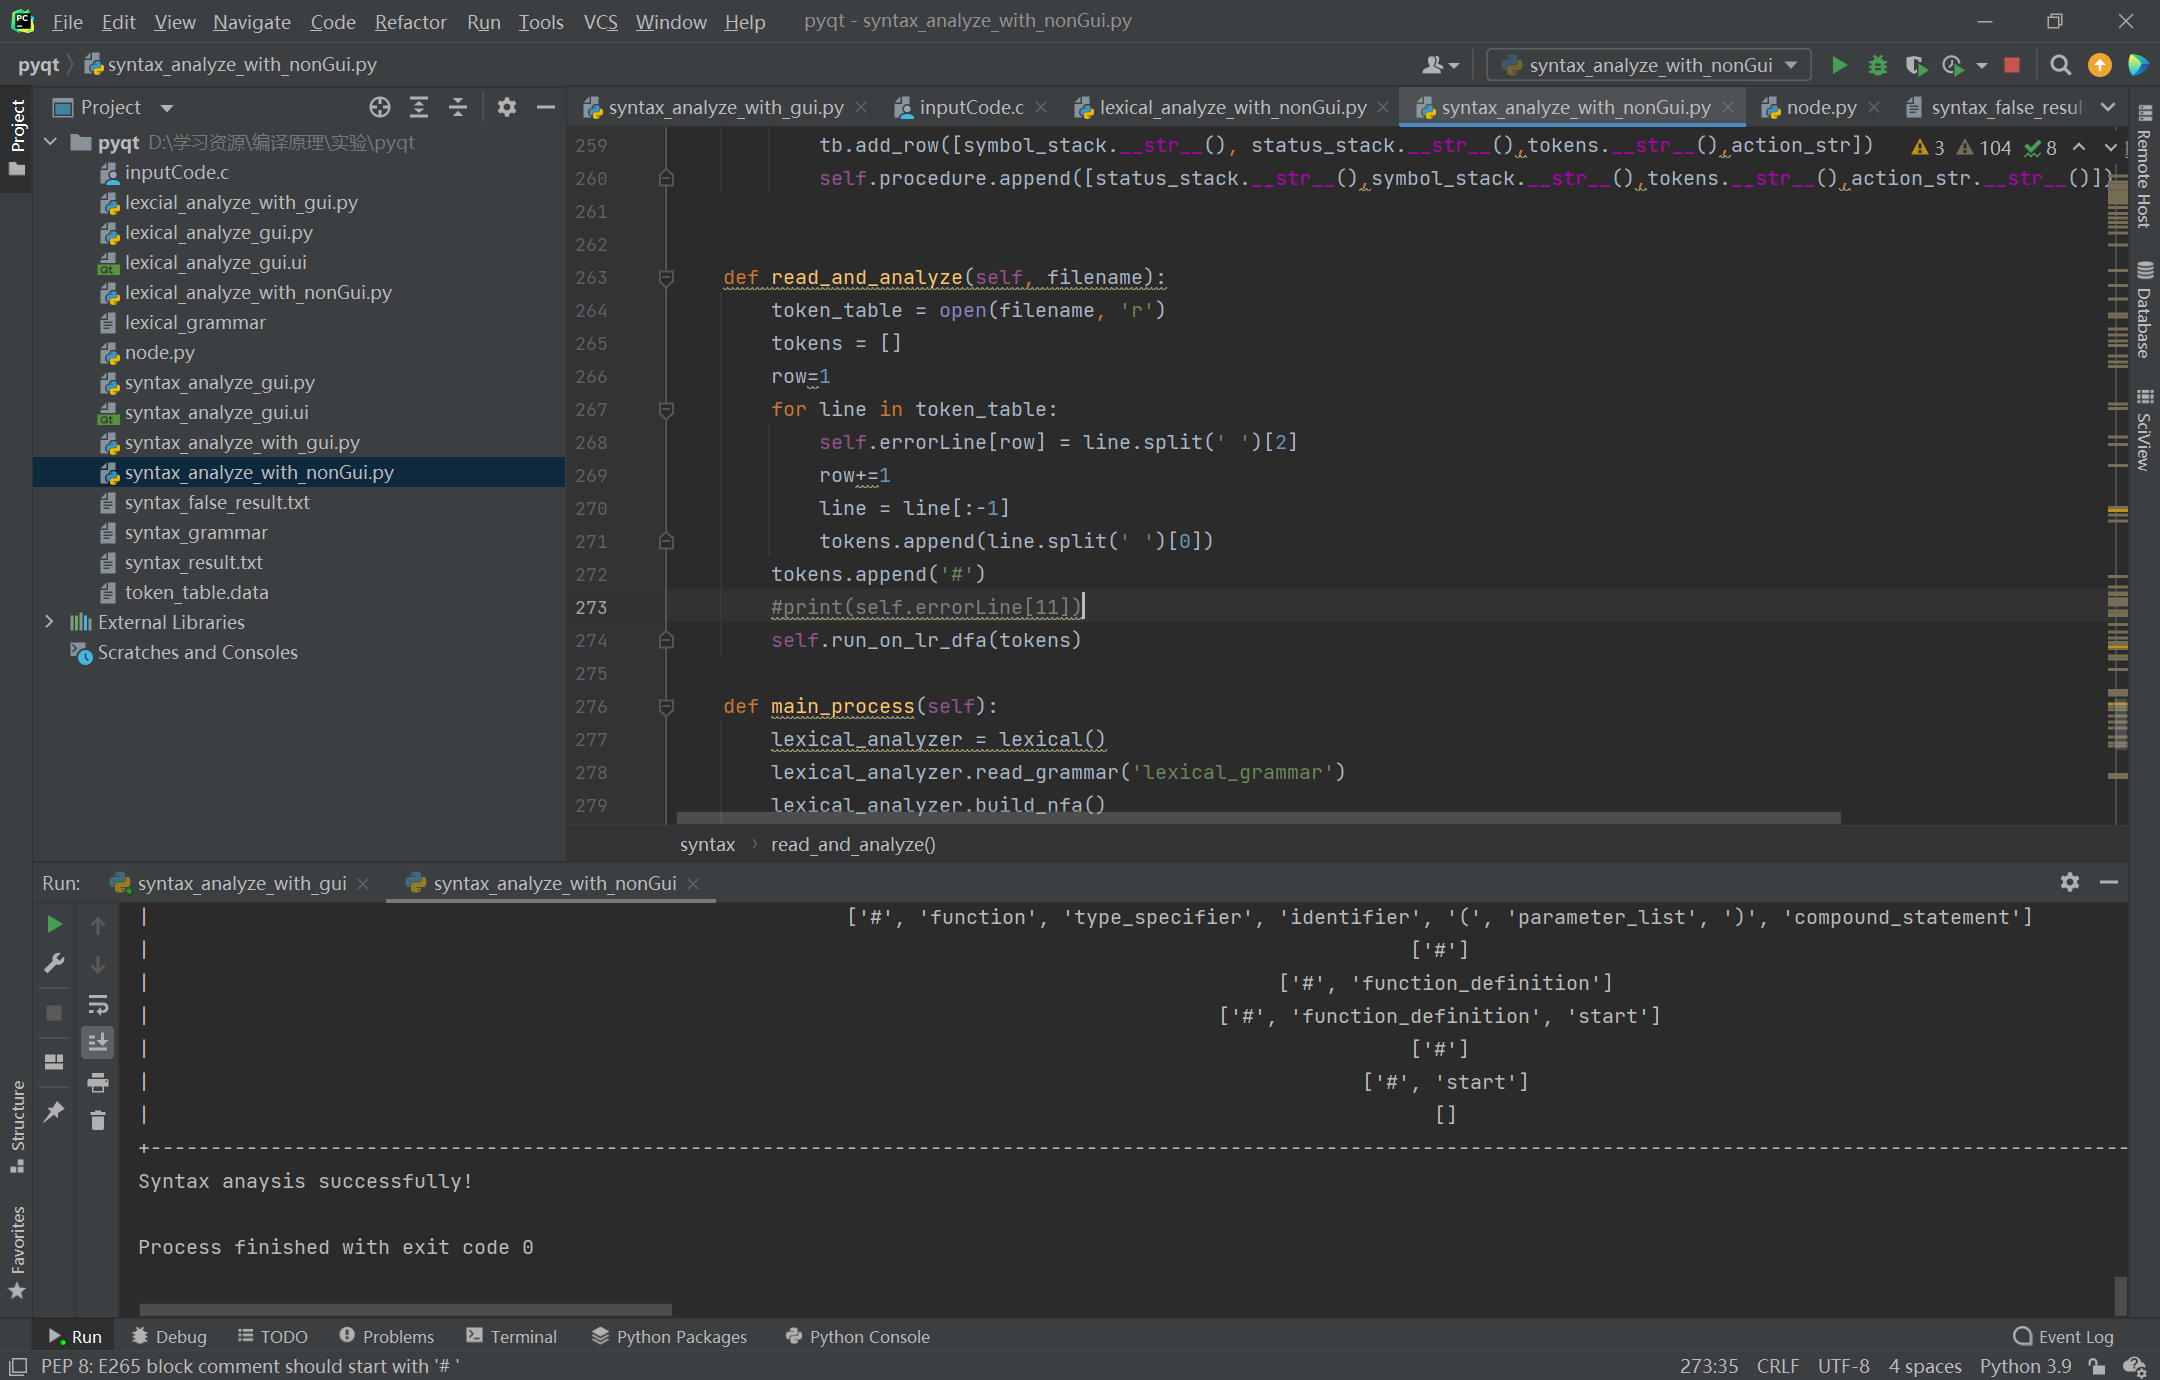 File Edit View Navigate Code Refactor Run Tools VCS Window Help pyqt - syntax_analyze_with_nonGui.py
pyqt syntax_analyze_with_nonGui.py
syntax_analyze_with_nonGui
Project
syntax_analyze_with_gui.py inputCode.c lexical_analyze_with_nonGui.py syntax_analyze_with_nonGui.py node.py syntax_false_resul
Project
pyqt D:\学习资源\编译原理\实验\pyqt
inputCode.c
lexcial_analyze_with_gui.py
lexical_analyze_gui.py
lexical_analyze_gui.ui
lexical_analyze_with_nonGui.py
lexical_grammar
node.py
syntax_analyze_gui.py
syntax_analyze_gui.ui
syntax_analyze_with_gui.py
syntax_analyze_with_nonGui.py
syntax_false_result.txt
syntax_grammar
syntax_result.txt
token_table.data
External Libraries
Scratches and Consoles
3 104 8
259 tb.add_row([symbol_stack.__str__(), status_stack.__str__(),tokens.__str__(),action_str])
260 self.procedure.append([status_stack.__str__(),symbol_stack.__str__(),tokens.__str__(),action_str.__str__()])
261
262
263 def read_and_analyze(self, filename):
264 token_table = open(filename, 'r')
265 tokens = []
266 row=1
267 for line in token_table:
268 self.errorLine[row] = line.split(' ')[2]
269 row+=1
270 line = line[:-1]
271 tokens.append(line.split(' ')[0])
272 tokens.append('#')
273 #print(self.errorLine[11])
274 self.run_on_lr_dfa(tokens)
275
276 def main_process(self):
277 lexical_analyzer = lexical()
278 lexical_analyzer.read_grammar('lexical_grammar')
279 lexical_analyzer.build_nfa()
syntax read_and_analyze()
Remote Host
Database
SciView
Run: syntax_analyze_with_gui syntax_analyze_with_nonGui
| ['#', 'function', 'type_specifier', 'identifier', '(', 'parameter_list', ')', 'compound_statement']
| ['#']
| ['#', 'function_definition']
| ['#', 'function_definition', 'start']
| ['#']
| ['#', 'start']
| []
+---------------------------------------------------------------------------------------------------------------------------------------------------------------------
Syntax anaysis successfully!
Process finished with exit code 0
Structure
Favorites
Run Debug TODO Problems Terminal Python Packages Python Console Event Log
PEP 8: E265 block comment should start with '# ' 273:35 CRLF UTF-8 4 spaces Python 3.9